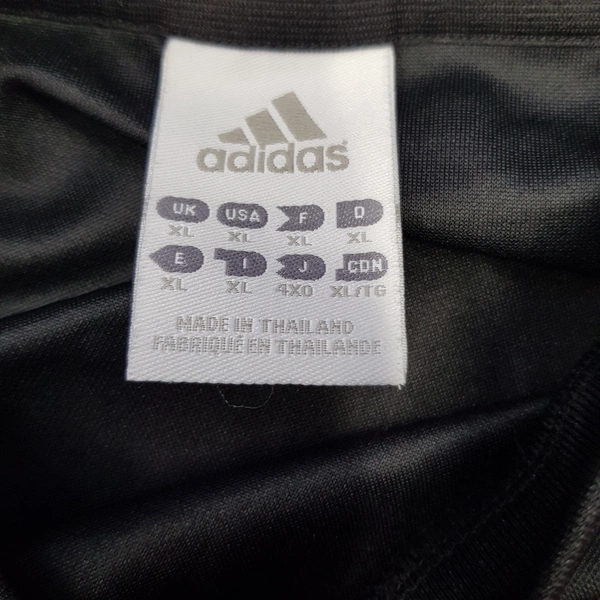 adidas
UK USA F D
XL XL XL XL
E I J CDN
XL XL 4XO XL/TG
MADE IN THAILAND
FABRIQUÉ EN THAILANDE